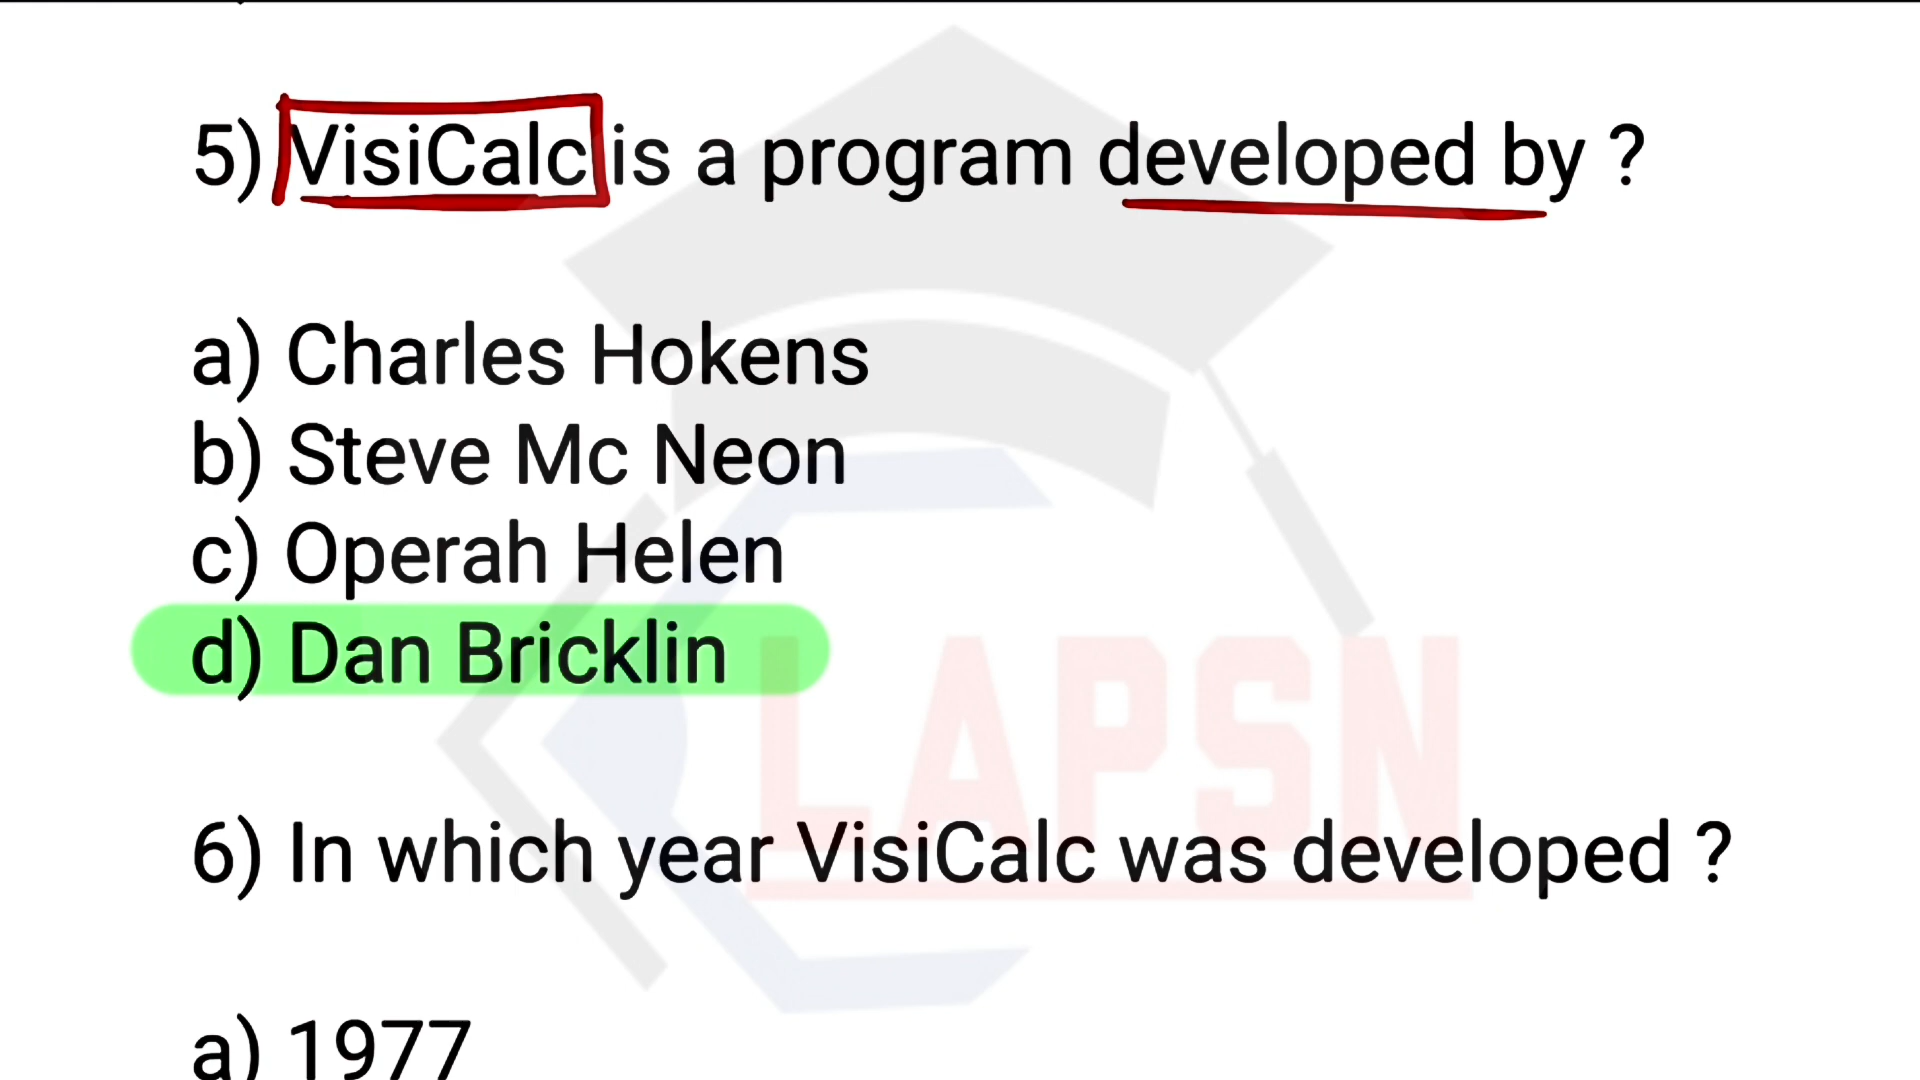 5) VisiCalc is a program developed by ?
a) Charles Hokens
b) Steve Mc Neon
c) Operah Helen
d) Dan Bricklin
LAPSN
6) In which year VisiCalc was developed ?
a) 1977